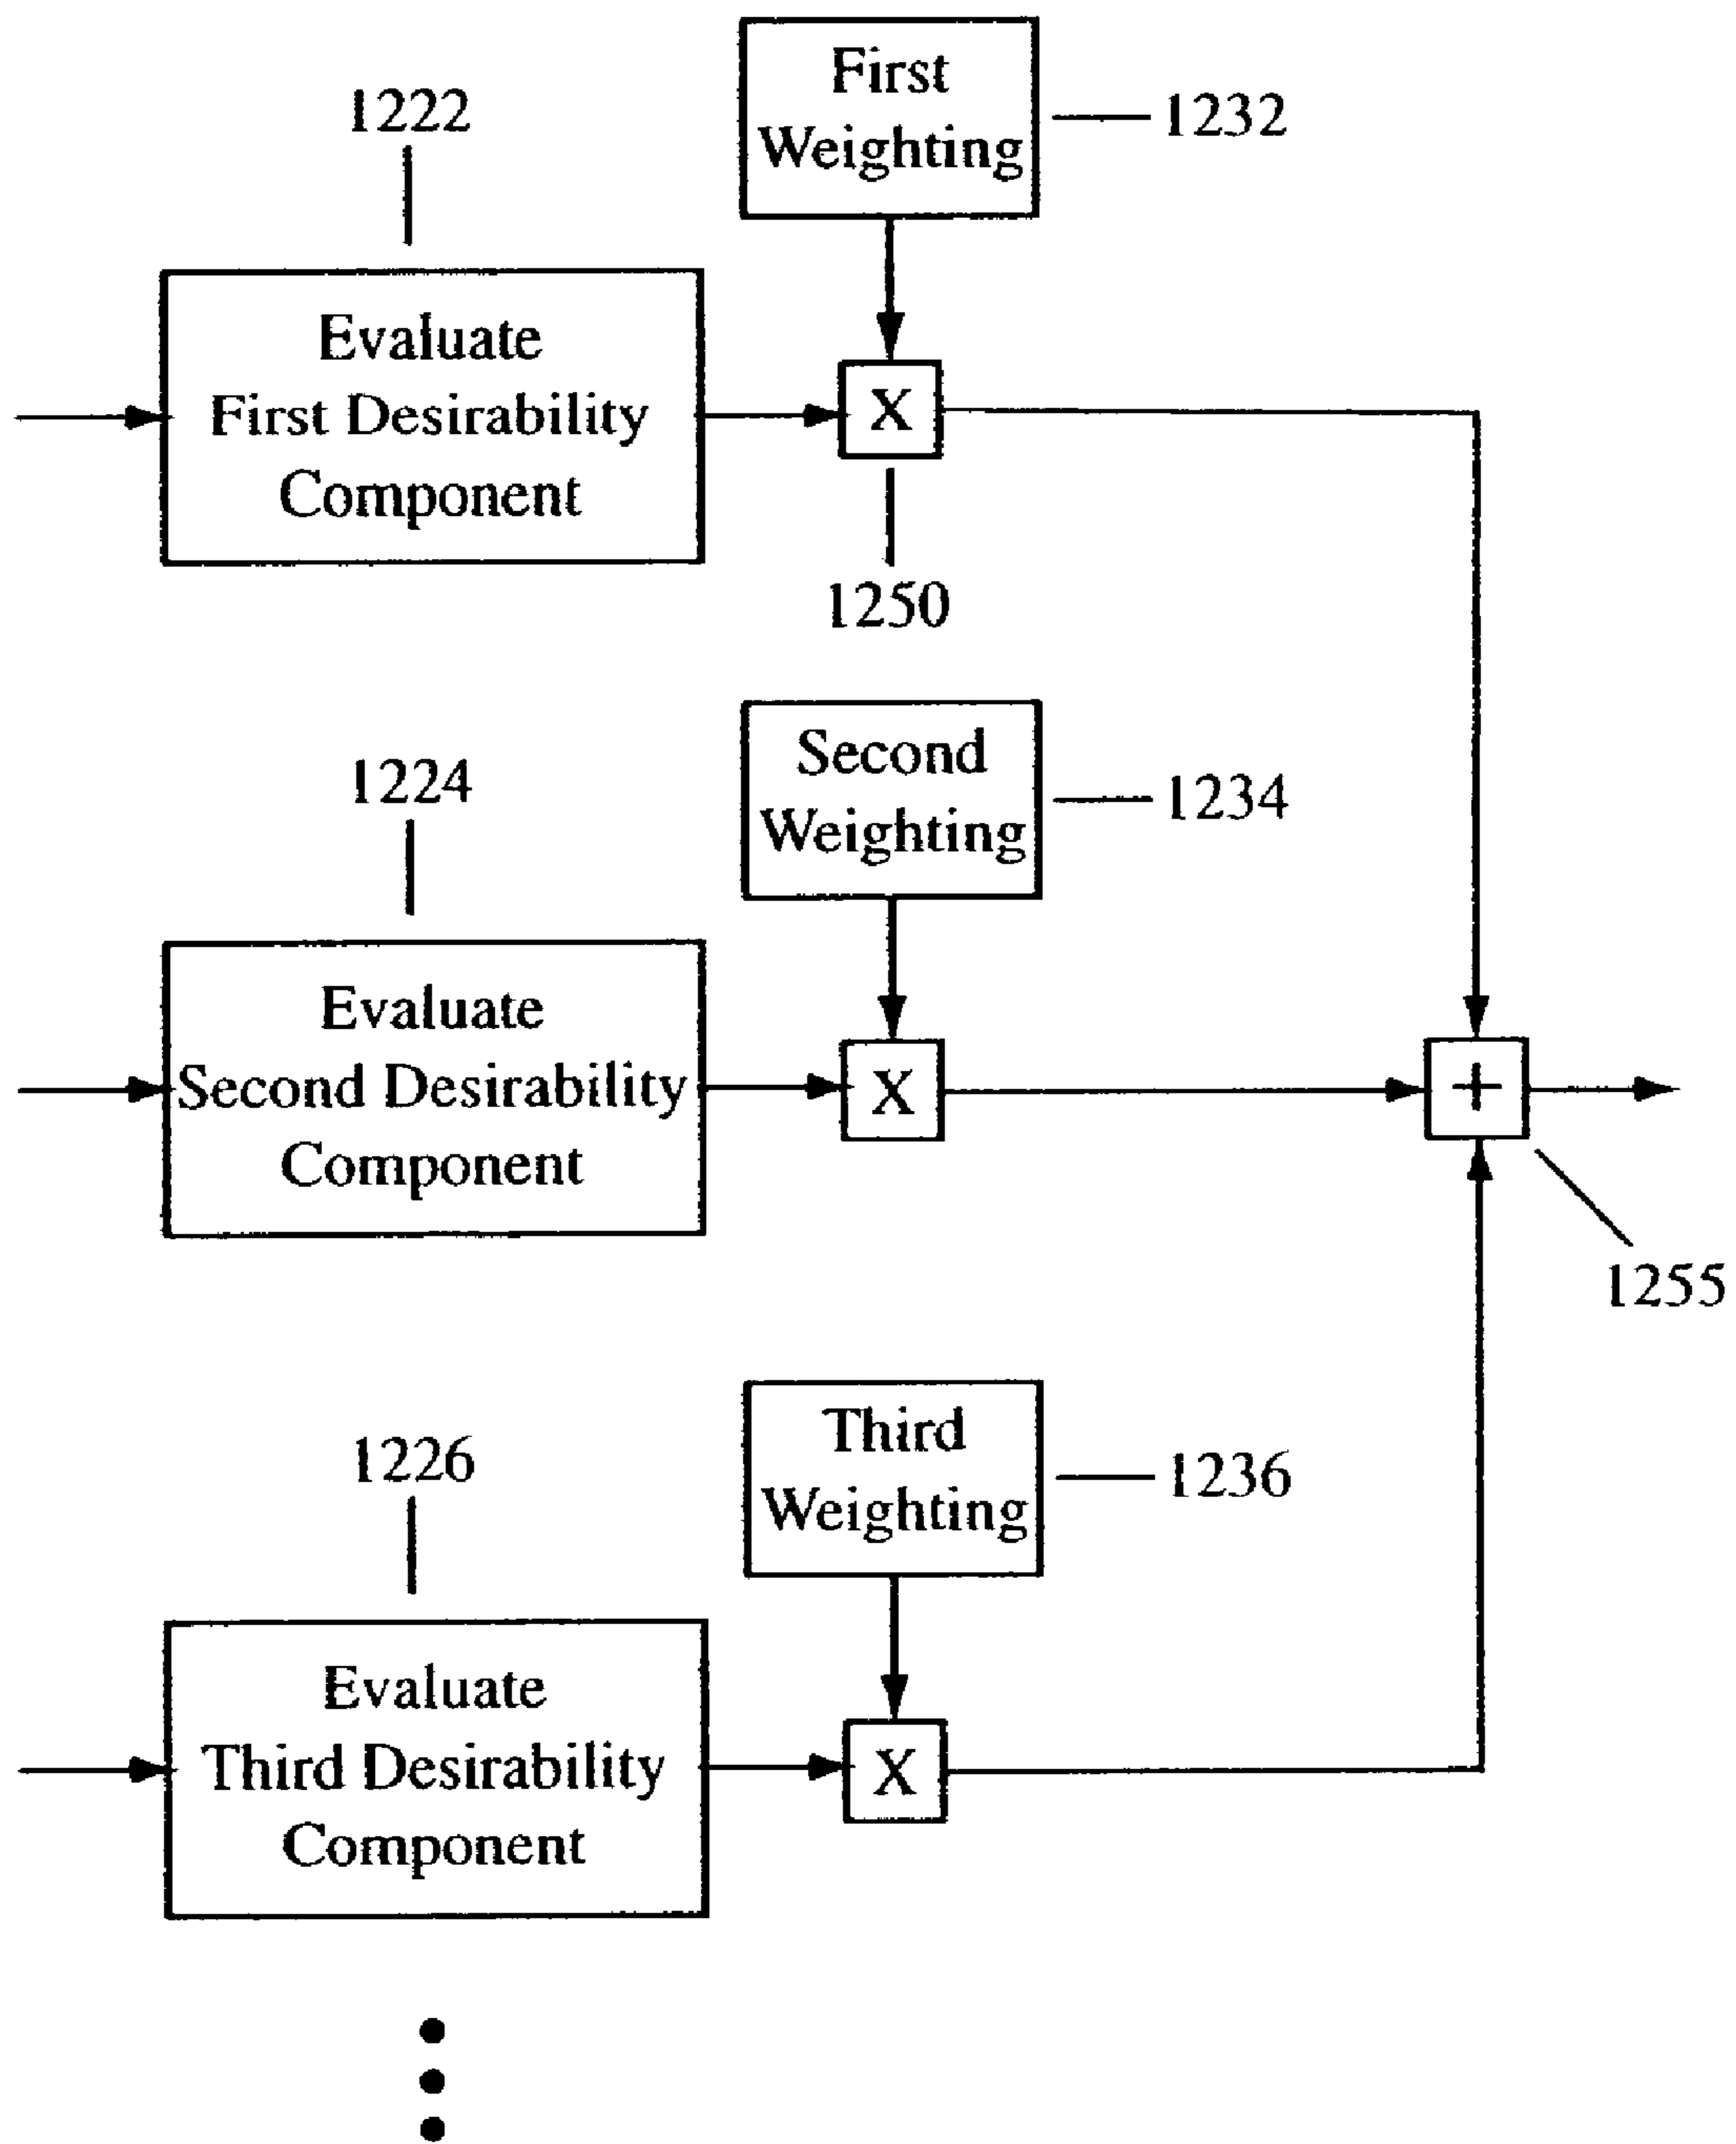 First
Weighting
1232
1222
Evaluate
First Desirability
Component
X
1250
Second
Weighting
1234
1224
Evaluate
Second Desirability
Component
X
+
1255
Third
Weighting
1236
1226
Evaluate
Third Desirability
Component
X